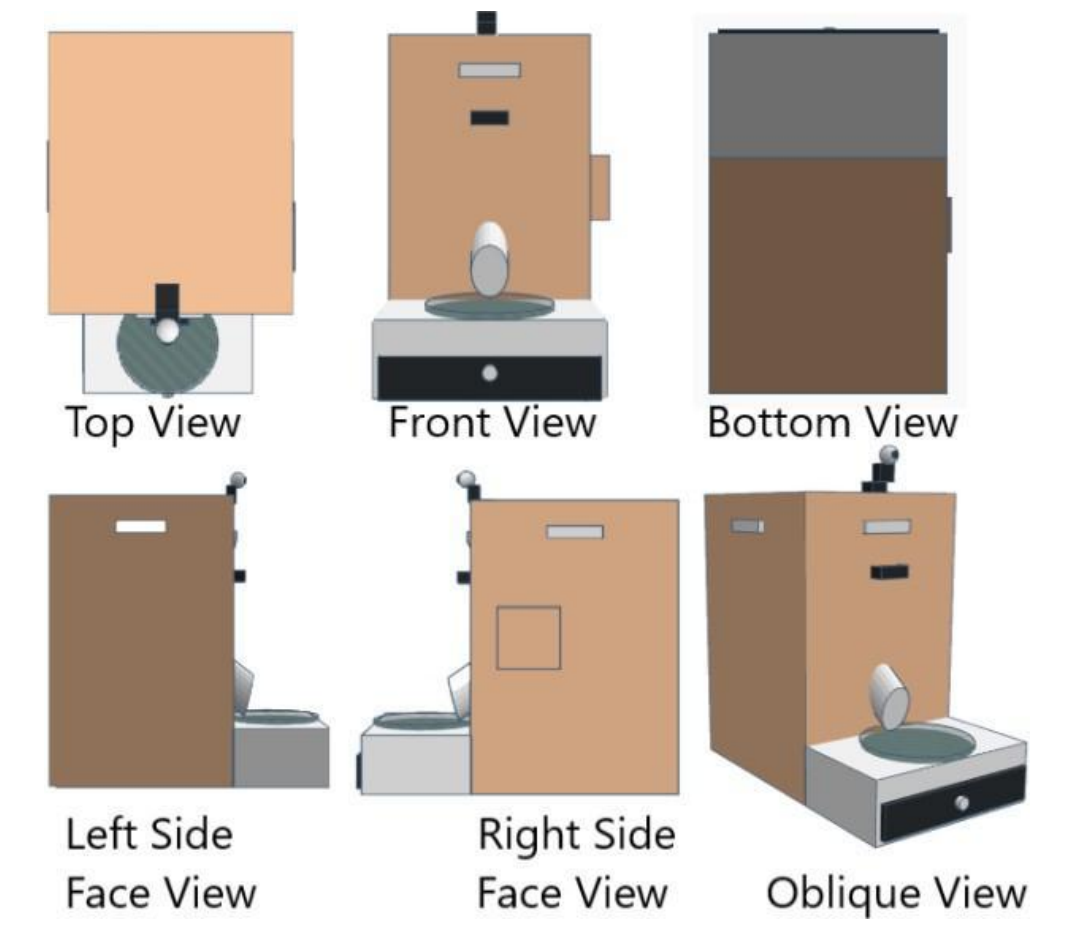 Top View
Front View
Bottom View
Left Side
Face View
Right Side
Face View
Oblique View